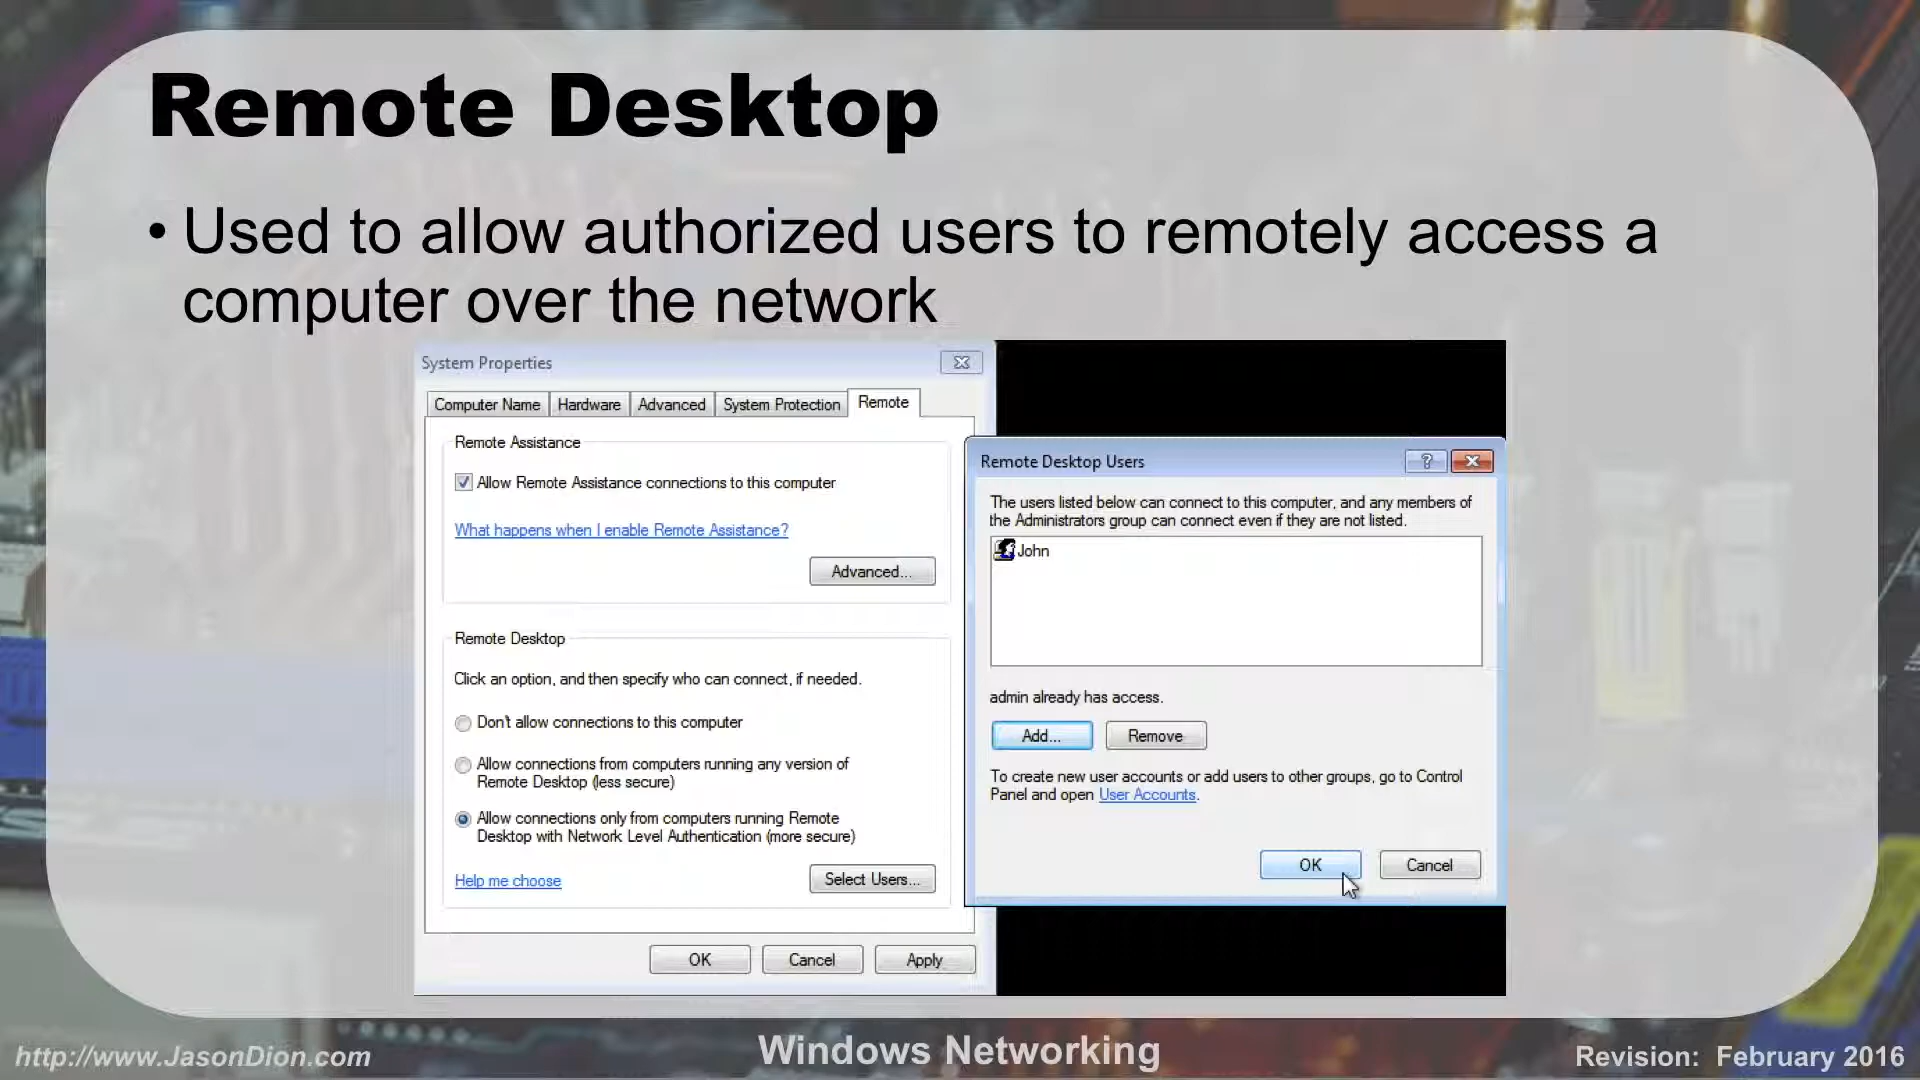 Remote Desktop
• Used to allow authorized users to remotely access a
computer over the network
System Properties
Computer Name Hardware Advanced System Protection Remote
Remote Assistance
Allow Remote Assistance connections to this computer
What happens when I enable Remote Assistance?
Advanced...
Remote Desktop
Click an option, and then specify who can connect, if needed.
Don't allow connections to this computer
Allow connections from computers running any version of
Remote Desktop (less secure)
Allow connections only from computers running Remote
Desktop with Network Level Authentication (more secure)
Help me choose
Select Users...
OK Cancel Apply
Remote Desktop Users
The users listed below can connect to this computer, and any members of
the Administrators group can connect even if they are not listed.
John
admin already has access.
Add... Remove
To create new user accounts or add users to other groups, go to Control
Panel and open User Accounts.
OK Cancel
http://www.JasonDion.com
Windows Networking
Revision: February 2016